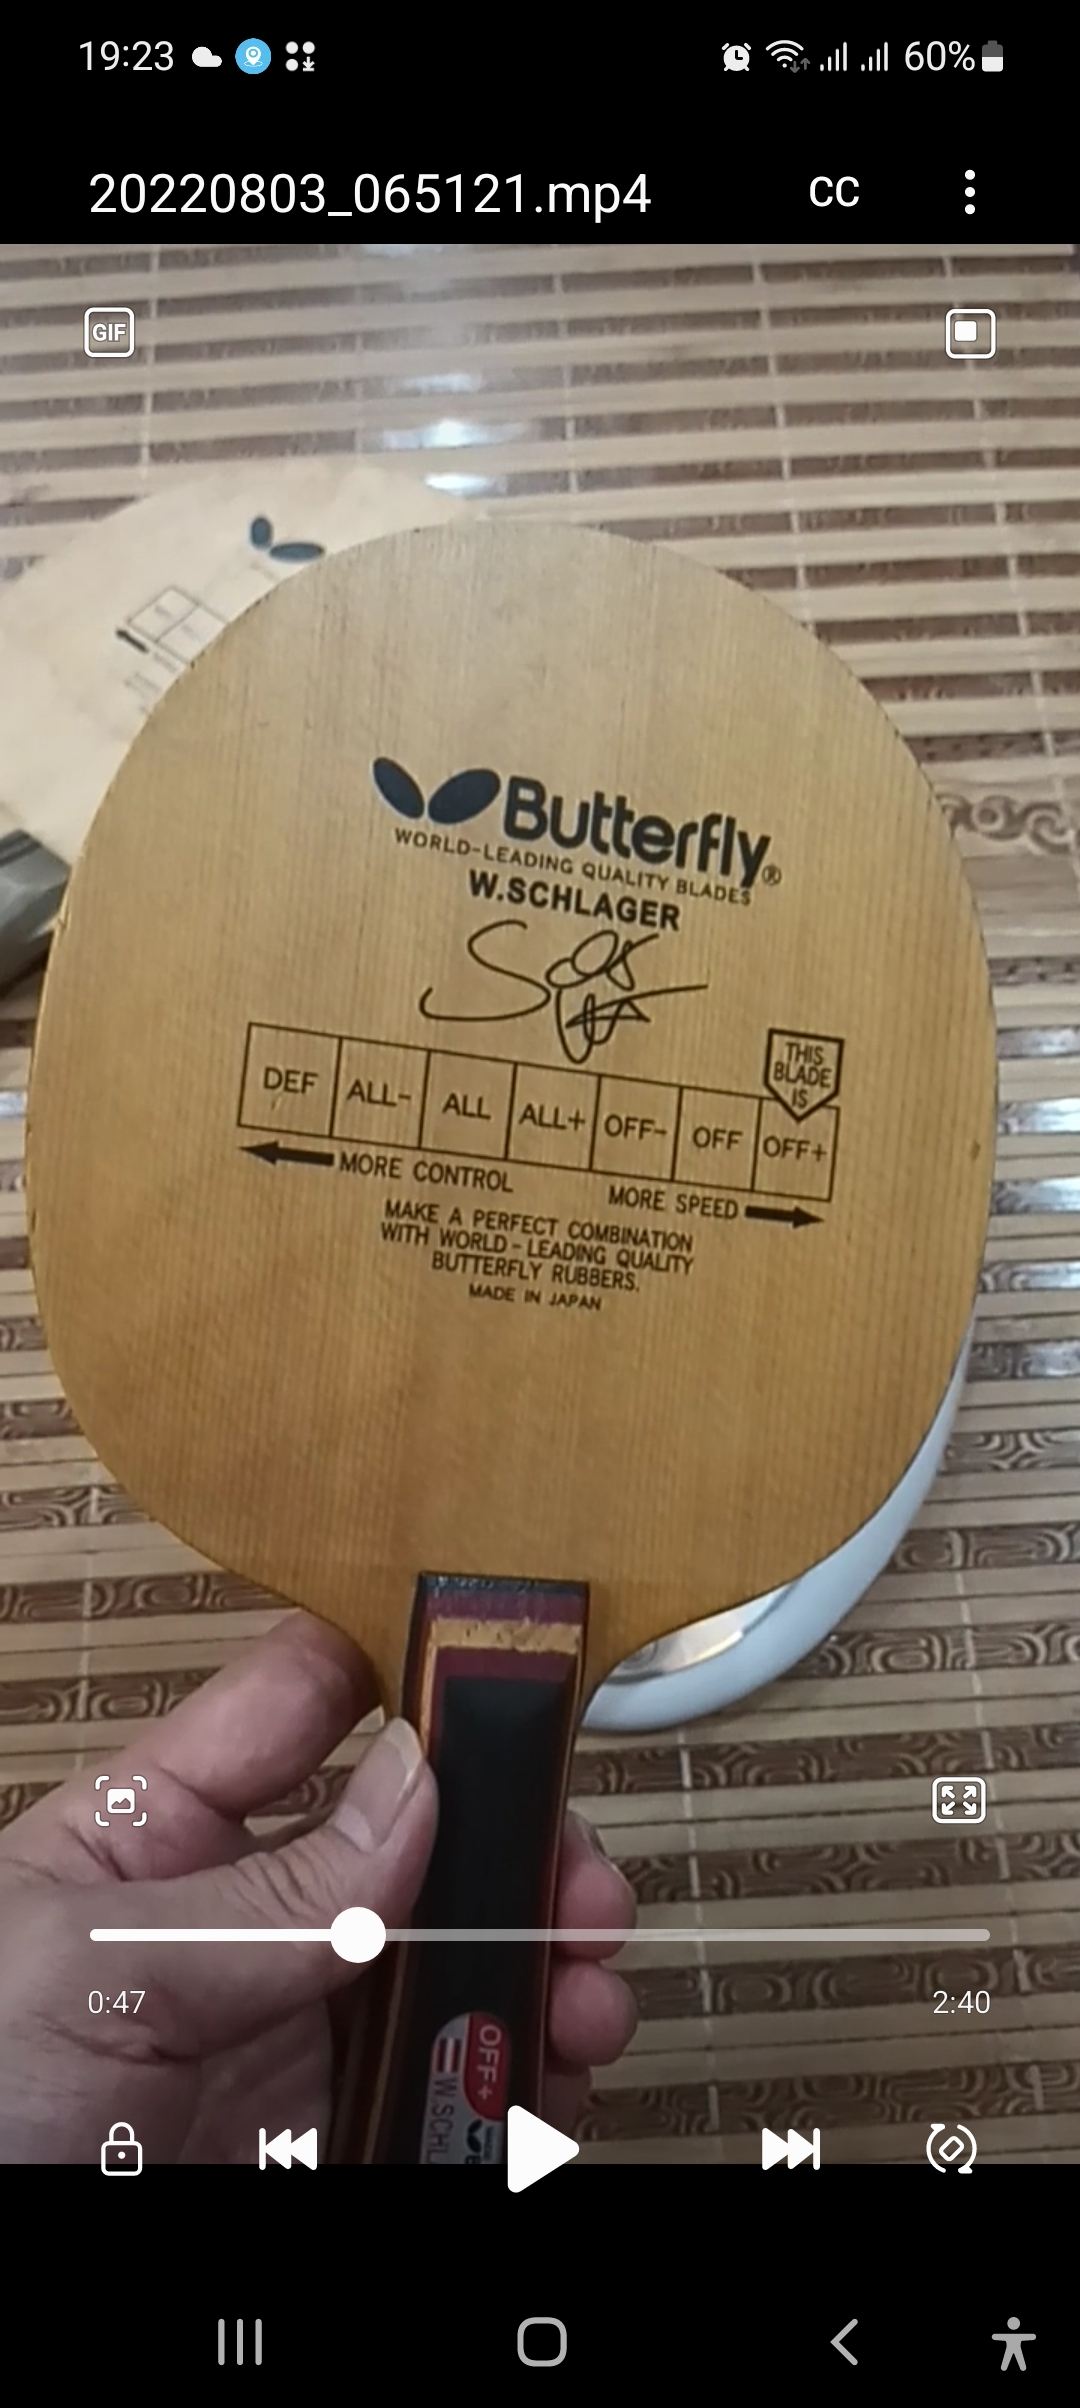 19:23
60%
20220803_065121.mp4
CC
GIF
Butterfly®
WORLD-LEADING QUALITY BLADES
W.SCHLAGER
THIS
BLADE
IS
DEF ALL- ALL ALL+ OFF- OFF OFF+
MORE CONTROL
MORE SPEED
MAKE A PERFECT COMBINATION
WITH WORLD-LEADING QUALITY
BUTTERFLY RUBBERS.
MADE IN JAPAN
0:47
2:40
OFF+